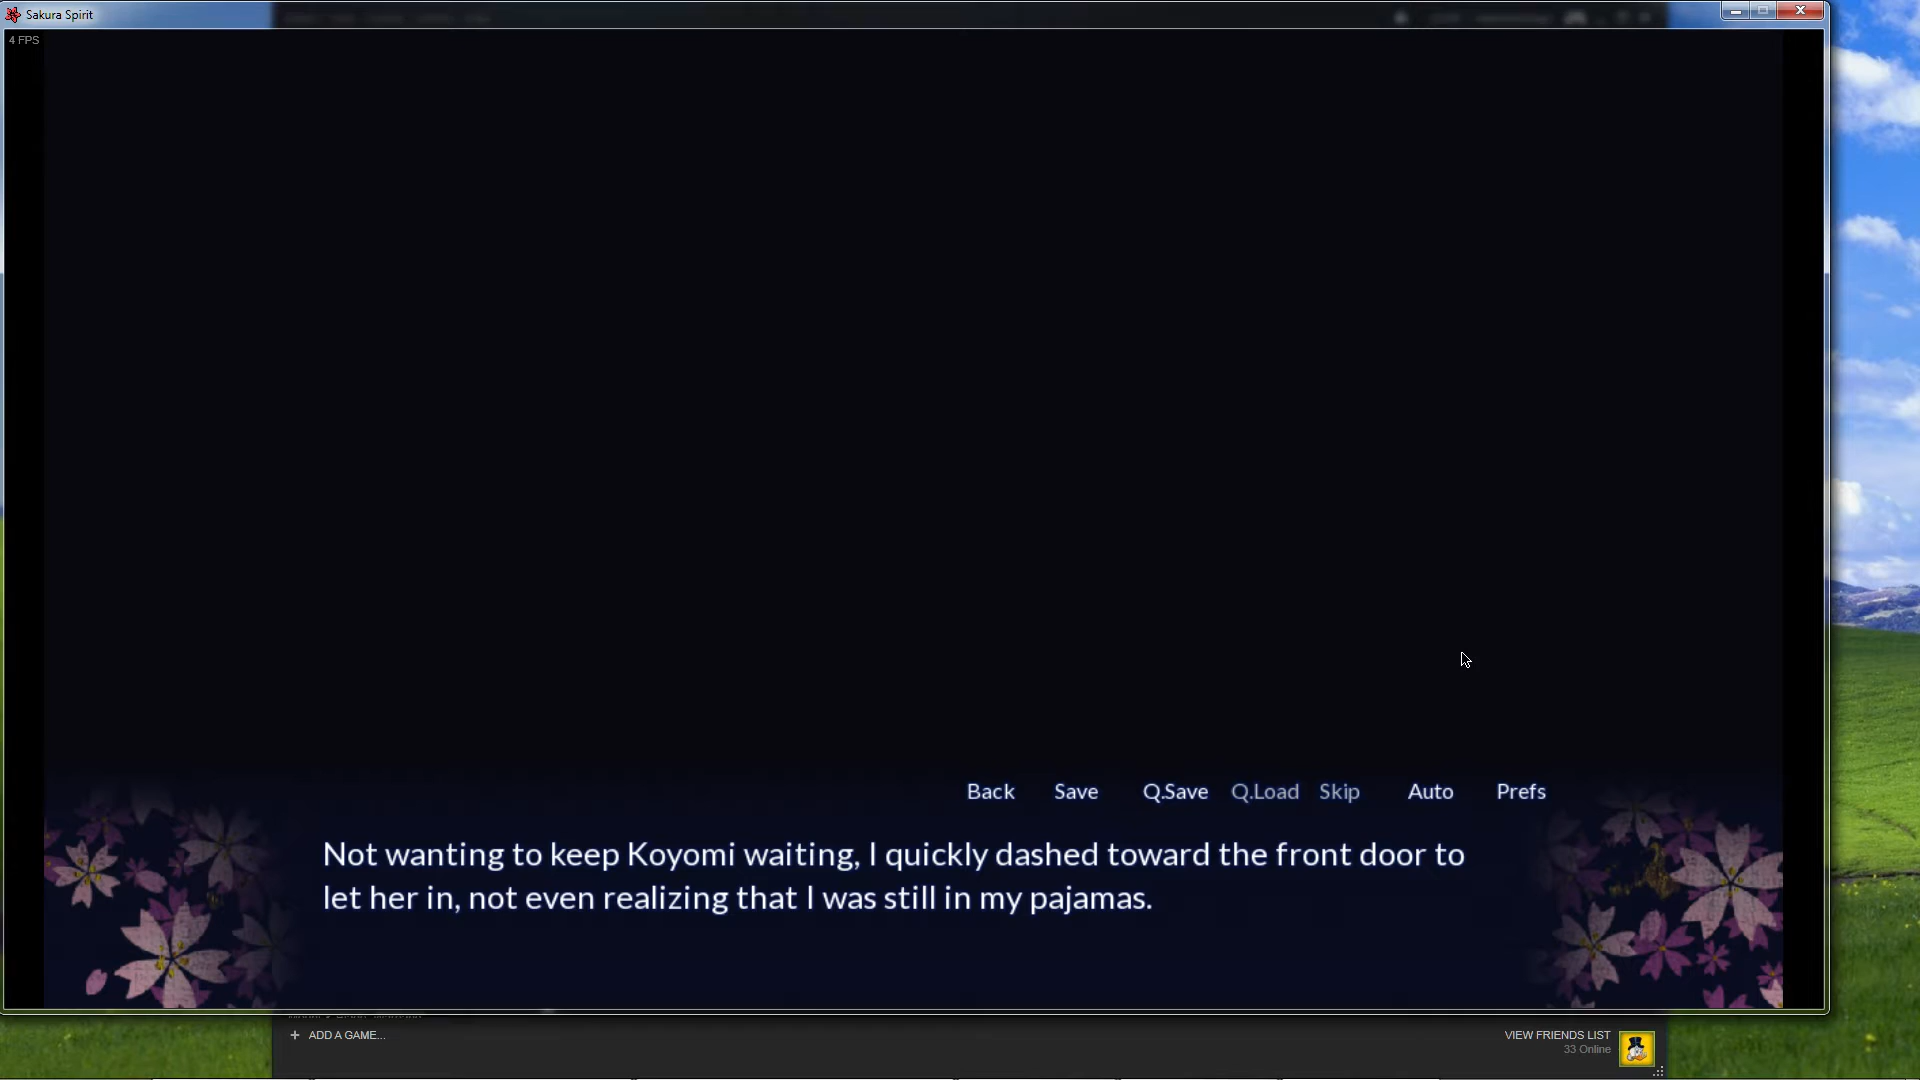 Sakura Spirit
4 FPS
Back Save Q.Save Q.Load Skip Auto Prefs
Not wanting to keep Koyomi waiting, I quickly dashed toward the front door to
let her in, not even realizing that I was still in my pajamas.
+ ADD A GAME...
VIEW FRIENDS LIST
33 Online